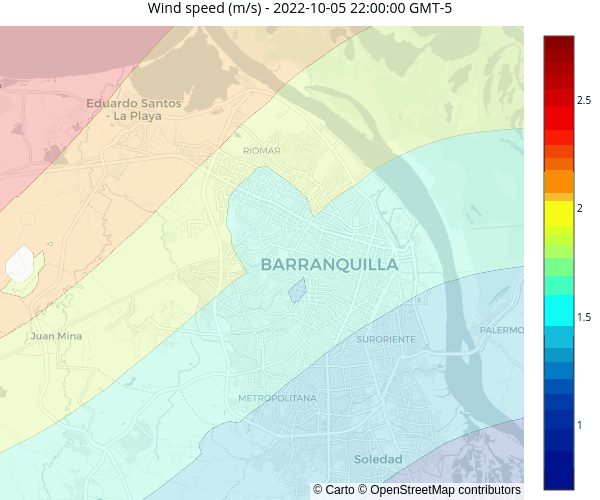 Wind speed (m/s) - 2022-10-05 22:00:00 GMT-5
Eduardo Santos
- La Playa
RIOMAR
BARRANQUILLA
Juan Mina
SURORIENTE
PALERMO
METROPOLITANA
Soledad
© Carto © OpenStreetMap contributors
2.5
2
1.5
1